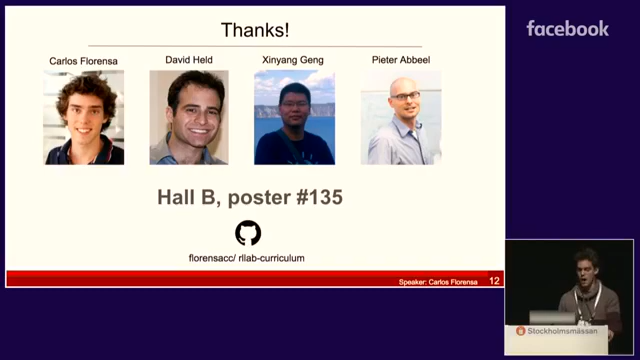 facebook
Thanks!
Carlos Florensa
David Held
Xinyang Geng
Pieter Abbeel
Hall B, poster #135
florensacc/ rllab-curriculum
Speaker: Carlos Florensa
12
Stockholmsmässan